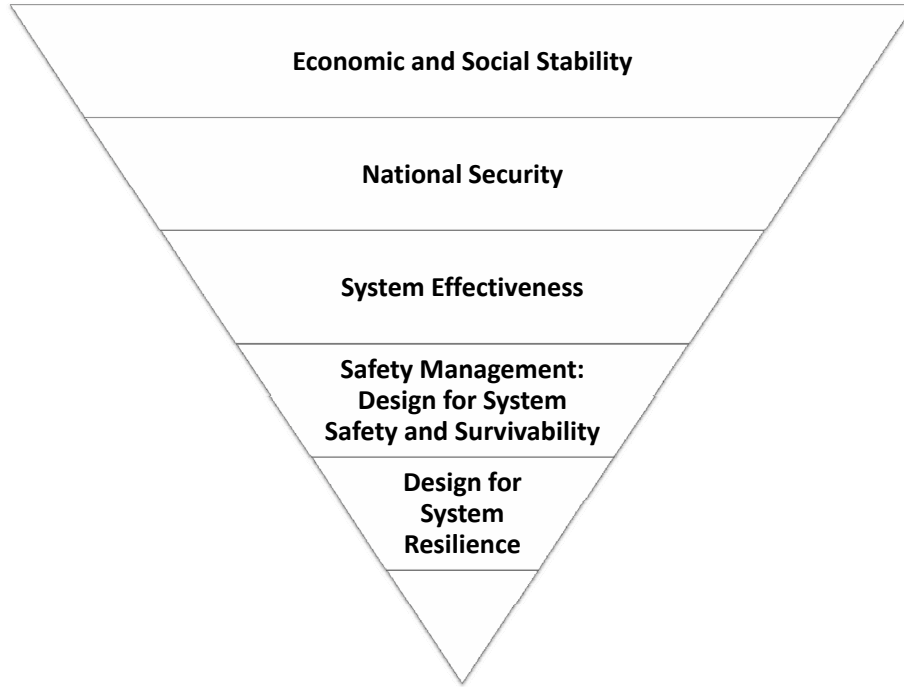 Economic and Social Stability
National Security
System Effectiveness
Safety Management:
Design for System
Safety and Survivability
Design for
System
Resilience